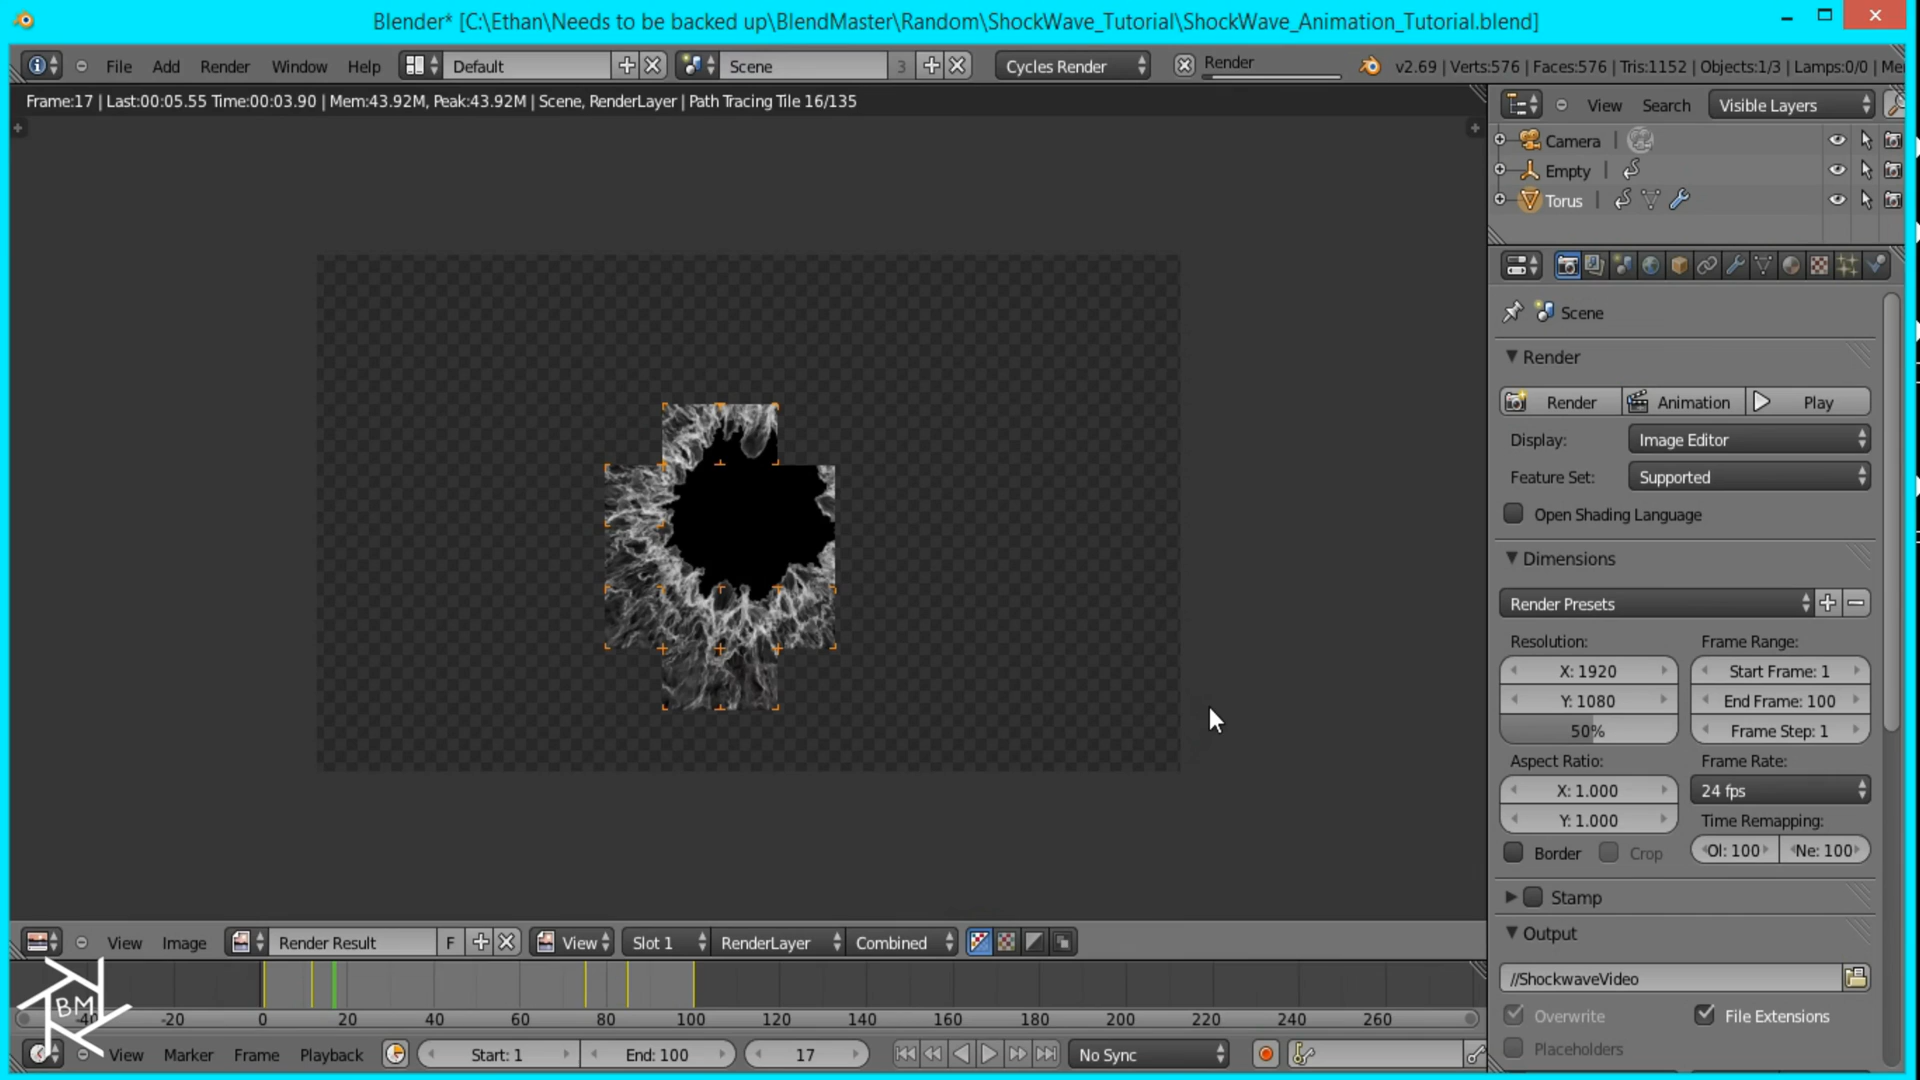 Blender* [C:\Ethan\Needs to be backed up\BlendMaster\Random\ShockWave_Tutorial\ShockWave_Animation_Tutorial.blend]
File Add Render Window Help Default Scene 3 Cycles Render Render v2.69 | Verts:576 | Faces:576 | Tris:1152 | Objects:1/3 | Lamps:0/0 |
Frame:17 | Last:00:05.55 Time:00:03.90 | Mem:43.92M, Peak:43.92M | Scene, RenderLayer | Path Tracing Tile 16/135
View Search Visible Layers
Camera
Empty
Torus
Scene
Render
Render Animation Play
Display: Image Editor
Feature Set: Supported
Open Shading Language
Dimensions
Render Presets
Resolution: Frame Range:
X: 1920 Start Frame: 1
Y: 1080 End Frame: 100
50% Frame Step: 1
Aspect Ratio: Frame Rate:
X: 1.000 24 fps
Y: 1.000 Time Remapping:
Border Crop Ol: 100 Ne: 100
Stamp
Output
//ShockwaveVideo
Overwrite File Extensions
Placeholders
View Image Render Result F View Slot 1 RenderLayer Combined
BM
-40 -20 0 20 40 60 80 100 120 140 160 180 200 220 240 260
View Marker Frame Playback Start: 1 End: 100 17 No Sync